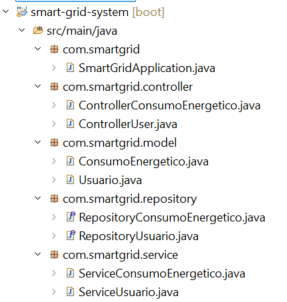 smart-grid-system [boot]
src/main/java
com.smartgrid
SmartGridApplication.java
com.smartgrid.controller
ControllerConsumoEnergetico.java
ControllerUser.java
com.smartgrid.model
ConsumoEnergetico.java
Usuario.java
com.smartgrid.repository
RepositoryConsumoEnergetico.java
RepositoryUsuario.java
com.smartgrid.service
ServiceConsumoEnergetico.java
ServiceUsuario.java